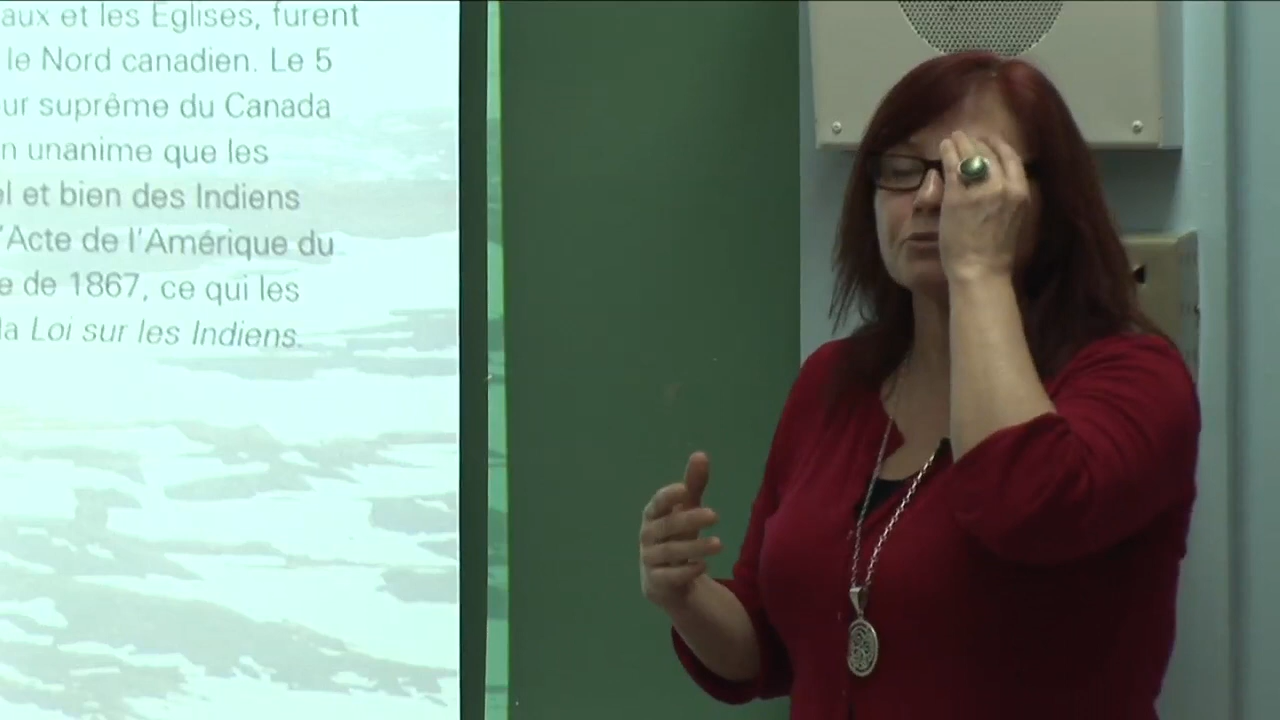 aux et les Églises, furent
le Nord canadien. Le 5
ur suprême du Canada
n unanime que les
el et bien des Indiens
'Acte de l'Amérique du
e de 1867, ce qui les
la Loi sur les Indiens.